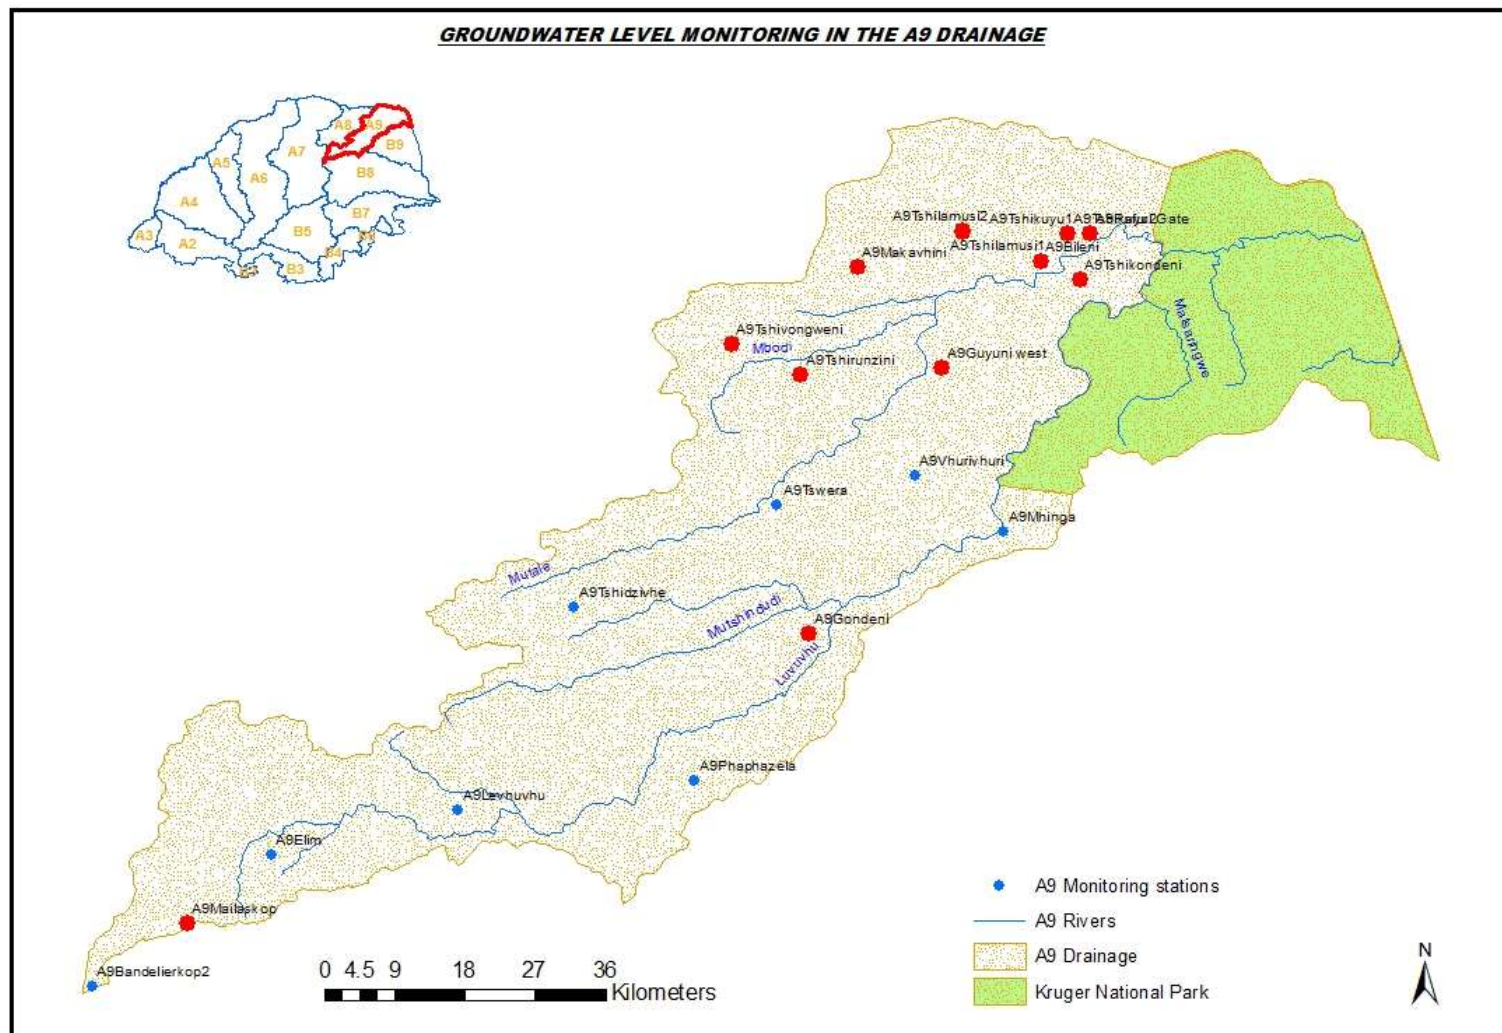 GROUNDWATER LEVEL MONITORING IN THE A9 DRAINAGE
A8
A9
A7
B9
A5
A6
B8
A4
B7
A3
A2
B5
B4
B3
A9Tshilamusi2
A9Tshikuyu1
A9Tshilamusi1
A9Bileni
A9Makavhini
A9Tshikondeni
Matsaringwe
A9Tshivongweni
Mbodi
A9Tshirunzini
A9Guyuni west
A9Vhurivhuri
A9Tswera
A9Mhinga
Mutale
A9Tshidzivhe
Mutshindudi
A9Gondeni
Luvuvhu
A9Phaphazela
A9Levhuvhu
A9Elim
A9Mailaskop
A9Bandelierkop2
0 4.5 9 18 27 36
Kilometers
A9 Monitoring stations
A9 Rivers
A9 Drainage
Kruger National Park
N